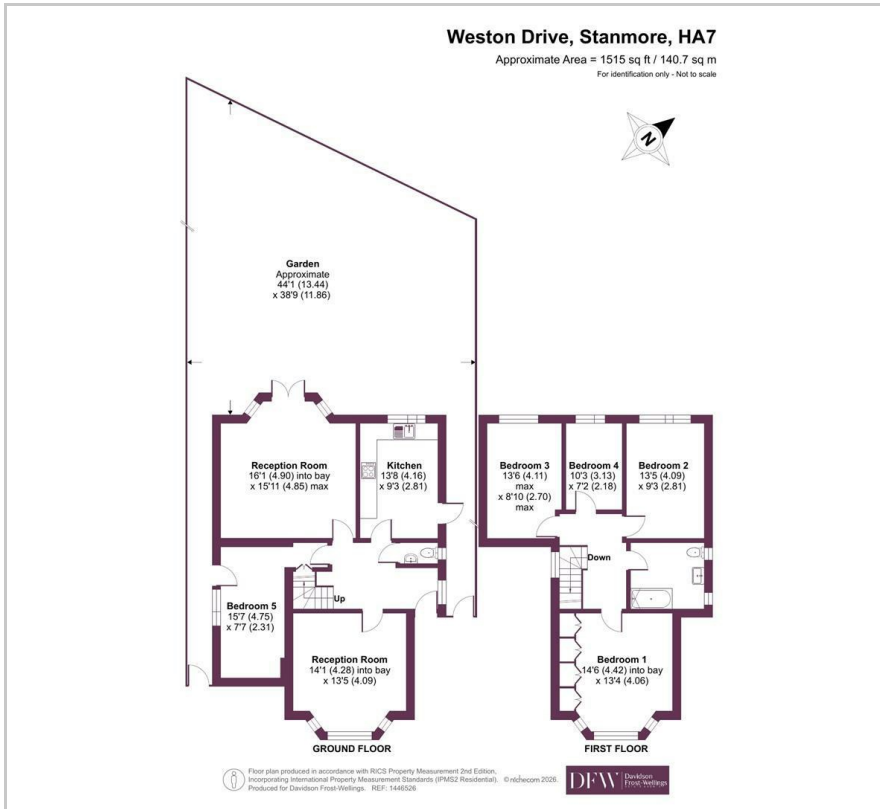 Weston Drive, Stanmore, HA7
Approximate Area = 1515 sq ft / 140.7 sq m
For identification only - Not to scale
N
Garden
Approximate
44'1 (13.44)
x 38'9 (11.86)
Reception Room
16'1 (4.90) into bay
x 15'11 (4.85) max
Kitchen
13'8 (4.16)
x 9'3 (2.81)
Bedroom 3
13'6 (4.11)
max
x 8'10 (2.70)
max
Bedroom 4
10'3 (3.13)
x 7'2 (2.18)
Bedroom 2
13'5 (4.09)
x 9'3 (2.81)
Bedroom 5
15'7 (4.75)
x 7'7 (2.31)
Up
Down
Reception Room
14'1 (4.28) into bay
x 13'5 (4.09)
Bedroom 1
14'6 (4.42) into bay
x 13'4 (4.06)
GROUND FLOOR
FIRST FLOOR
Floor plan produced in accordance with RICS Property Measurement 2nd Edition,
Incorporating International Property Measurement Standards (IPMS2 Residential). ©nichecom 2026.
Produced for Davidson Frost-Wellings. REF: 1446526
DFW
Davidson
Frost-Wellings